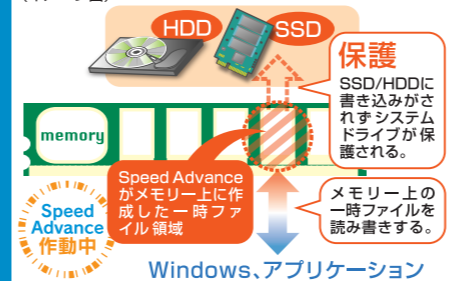 HDD
SSD
保護
SSD/HDDに
書き込みがさ
れずシステム
ドライブが保
護される。
memory
Speed Advance
がメモリー上に作
成した一時ファ
イル領域
メモリー上の
一時ファイルを
読み書きする。
Speed
Advance
作動中
Windows、アプリケーション